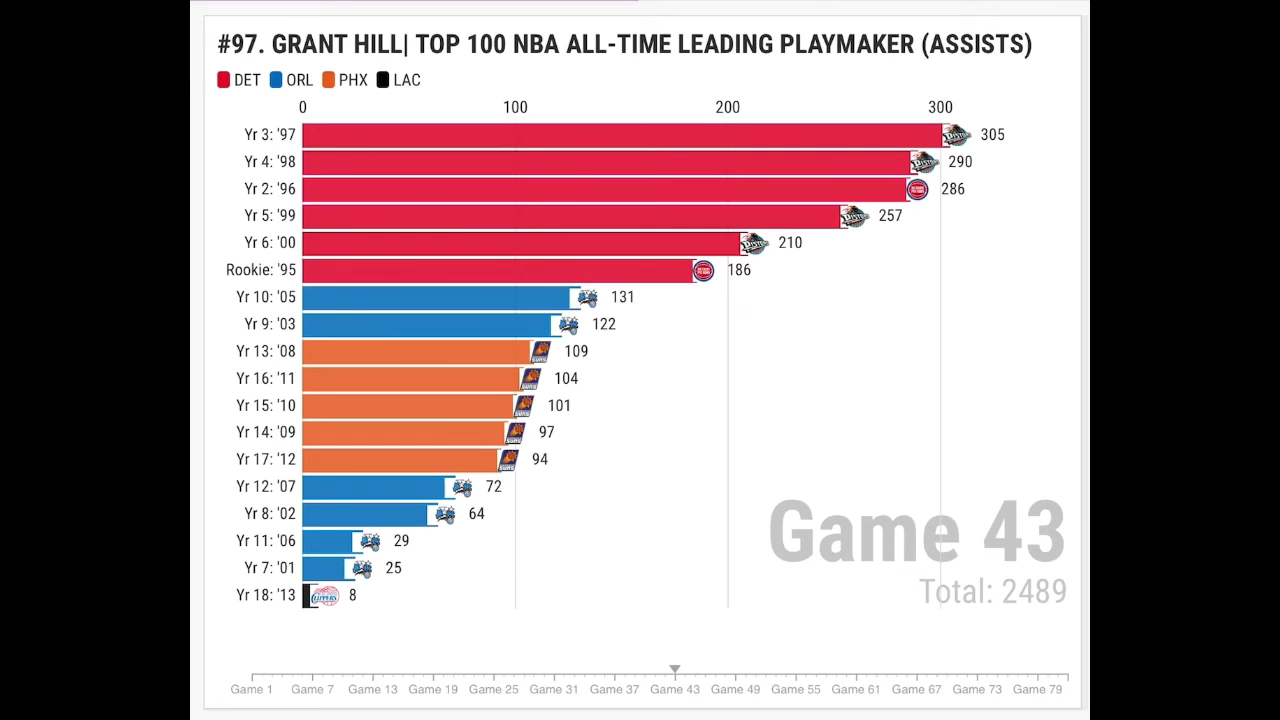 #97. GRANT HILL| TOP 100 NBA ALL-TIME LEADING PLAYMAKER (ASSISTS)
DET ORL PHX LAC
0 100 200 300
Yr 3: '97 305
Yr 4: '98 290
Yr 2: '96 286
Yr 5: '99 257
Yr 6: '00 210
Rookie: '95 186
Yr 10: '05 131
Yr 9: '03 122
Yr 13: '08 SUNS 109
Yr 16: '11 SUNS 104
Yr 15: '10 SUNS 101
Yr 14: '09 SUNS 97
Yr 17: '12 SUNS 94
Yr 12: '07 72
Yr 8: '02 64
Yr 11: '06 29
Yr 7: '01 25
Yr 18: '13 CLIPPERS 8
Game 43
Total: 2489
Game 1 Game 7 Game 13 Game 19 Game 25 Game 31 Game 37 Game 43 Game 49 Game 55 Game 61 Game 67 Game 73 Game 79